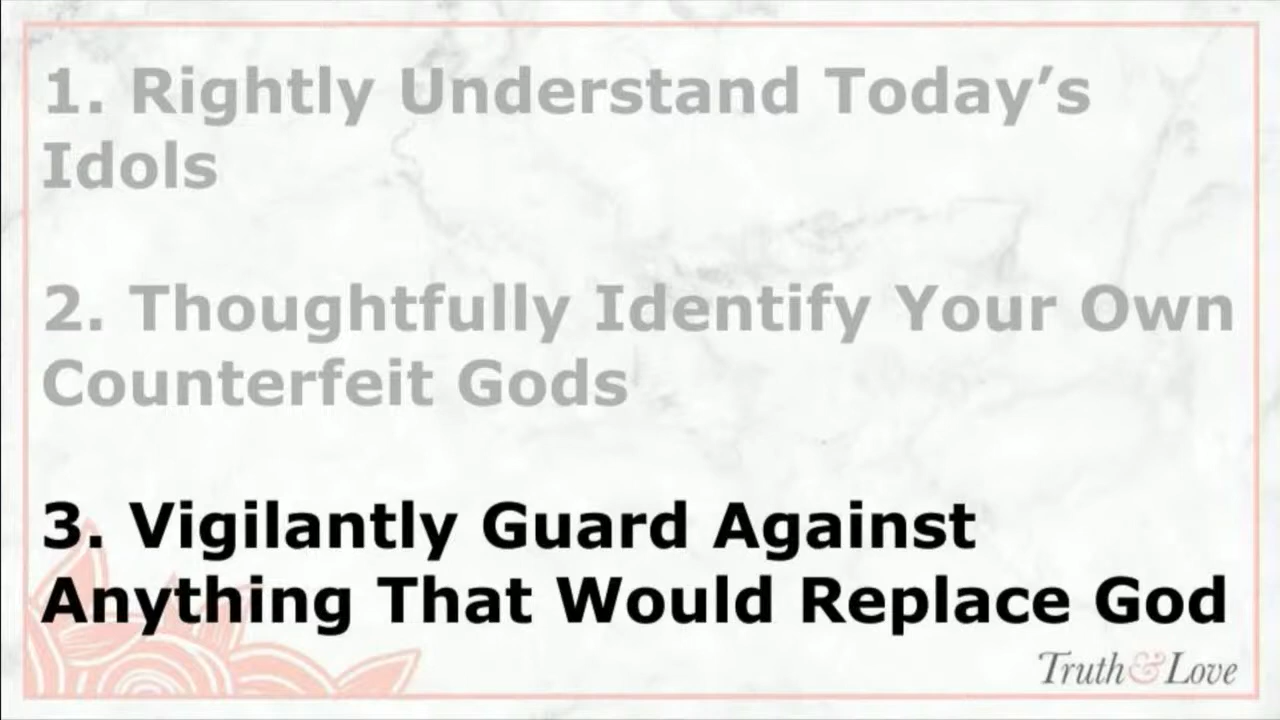 1. Rightly Understand Today’s
Idols
2. Thoughtfully Identify Your Own
Counterfeit Gods
3. Vigilantly Guard Against
Anything That Would Replace God
Truth&Love